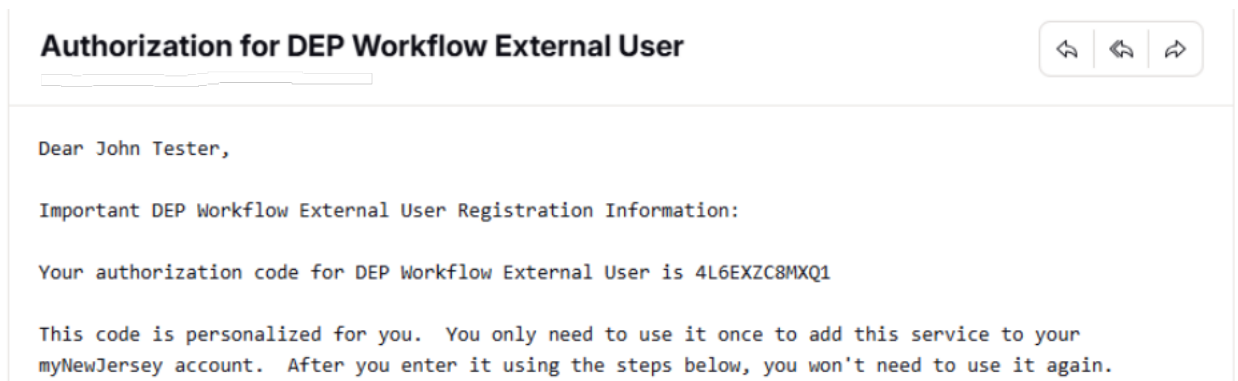 Authorization for DEP Workflow External User
Dear John Tester,
Important DEP Workflow External User Registration Information:
Your authorization code for DEP Workflow External User is 4L6EXZC8MXQ1
This code is personalized for you.  You only need to use it once to add this service to your
myNewJersey account.  After you enter it using the steps below, you won't need to use it again.